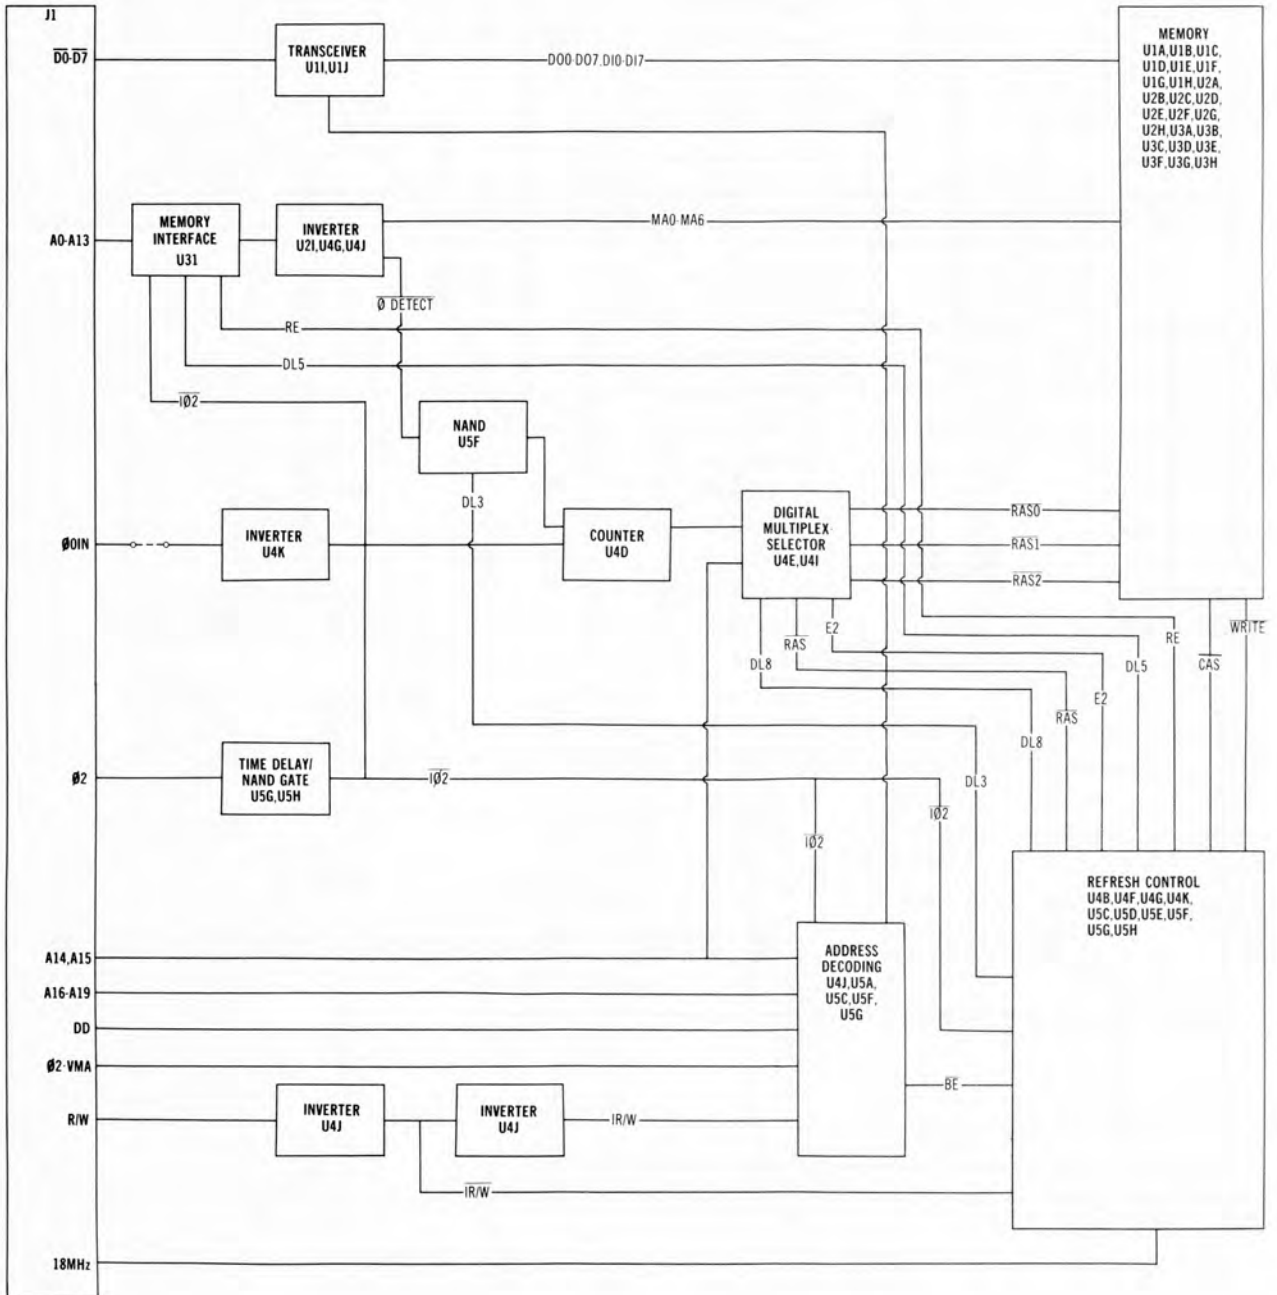 J1
D̅0̅-D̅7̅
TRANSCEIVER
U1I,U1J
DO0-DO7,DI0-DI7
MEMORY
U1A,U1B,U1C,
U1D,U1E,U1F,
U1G,U1H,U2A,
U2B,U2C,U2D,
U2E,U2F,U2G,
U2H,U3A,U3B,
U3C,U3D,U3E,
U3F,U3G,U3H
A0-A13
MEMORY
INTERFACE
U31
INVERTER
U2I,U4G,U4J
MA0-MA6
Ø DETECT
RE
DL5
IØ2
NAND
U5F
DL3
Ø0IN
INVERTER
U4K
COUNTER
U4D
DIGITAL
MULTIPLEX-
SELECTOR
U4E,U4I
RAS0
RAS1
RAS2
DL8
RAS
E2
RE
WRITE
DL5
CAS
E2
RAS
DL8
DL3
Ø2
TIME DELAY/
NAND GATE
U5G,U5H
IØ2
IØ2
IØ2
REFRESH CONTROL
U4B,U4F,U4G,U4K,
U5C,U5D,U5E,U5F,
U5G,U5H
A14,A15
A16-A19
DD
Ø2-VMA
R/W
ADDRESS
DECODING
U4J,U5A,
U5C,U5F,
U5G
BE
INVERTER
U4J
INVERTER
U4J
IR/W
IR/W
18MHz